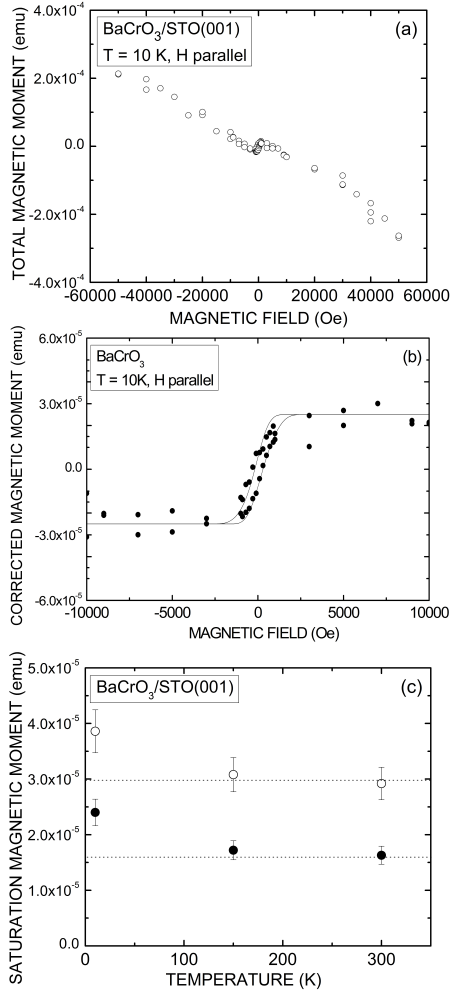 4.0x10⁻⁴
BaCrO₃/STO(001)
T = 10 K, H parallel
(a)
2.0x10⁻⁴
0.0
-2.0x10⁻⁴
-4.0x10⁻⁴
TOTAL MAGNETIC MOMENT (emu)
-60000 -40000 -20000 0 20000 40000 60000
MAGNETIC FIELD (Oe)
6.0x10⁻⁵
BaCrO₃
T = 10K, H parallel
(b)
3.0x10⁻⁵
0.0
-3.0x10⁻⁵
-6.0x10⁻⁵
CORRECTED MAGNETIC MOMENT (emu)
-10000 -5000 0 5000 10000
MAGNETIC FIELD (Oe)
5.0x10⁻⁵
BaCrO₃/STO(001)
(c)
4.0x10⁻⁵
3.0x10⁻⁵
2.0x10⁻⁵
1.0x10⁻⁵
0.0
SATURATION MAGNETIC MOMENT (emu)
0 100 200 300
TEMPERATURE (K)